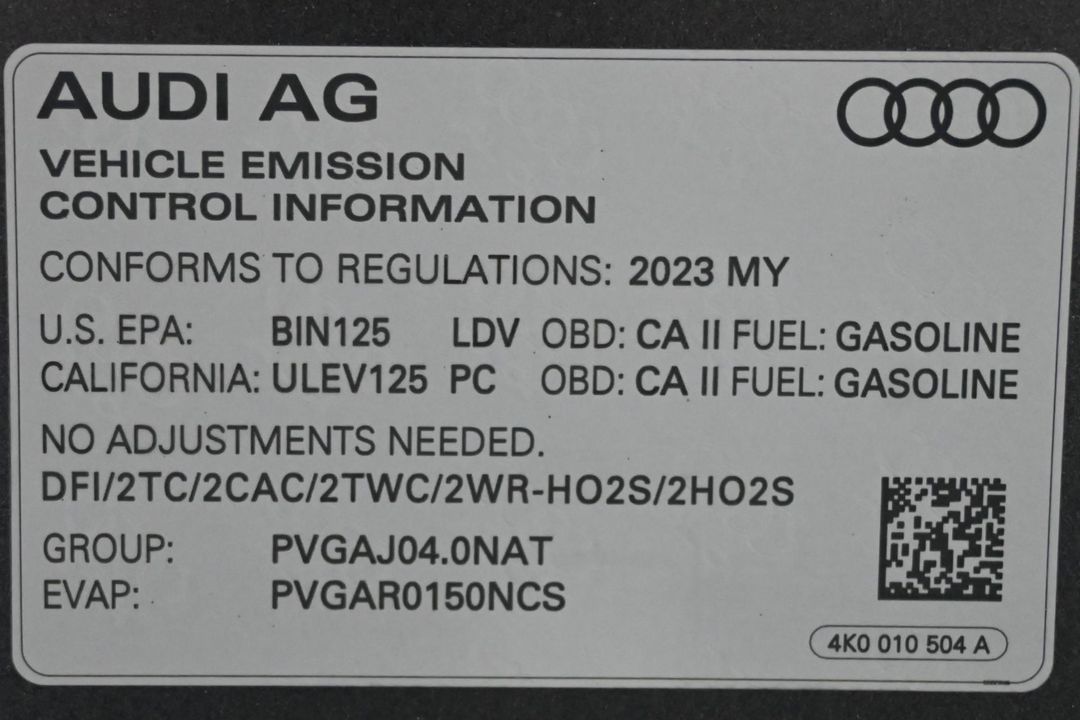 AUDI AG
VEHICLE EMISSION
CONTROL INFORMATION
CONFORMS TO REGULATIONS: 2023 MY
U.S. EPA: BIN125 LDV OBD: CA II FUEL: GASOLINE
CALIFORNIA: ULEV125 PC OBD: CA II FUEL: GASOLINE
NO ADJUSTMENTS NEEDED.
DFI/2TC/2CAC/2TWC/2WR-HO2S/2HO2S
GROUP: PVGAJ04.0NAT
EVAP: PVGAR0150NCS
4K0 010 504 A